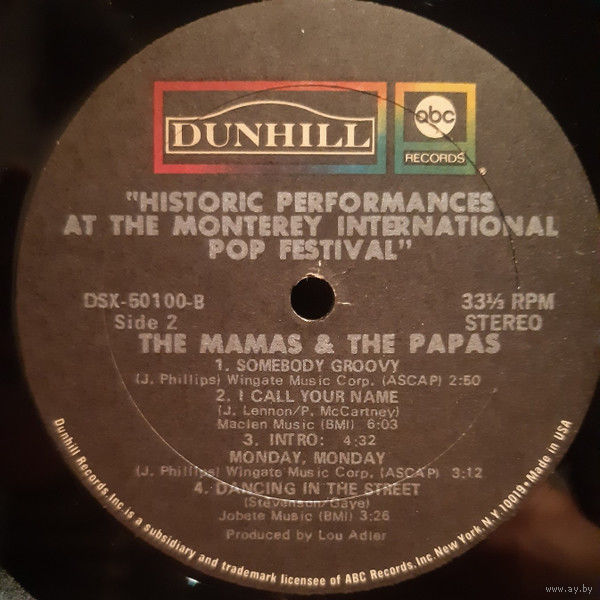 DUNHILL
abc
RECORDS
"HISTORIC PERFORMANCES
AT THE MONTEREY INTERNATIONAL
POP FESTIVAL"
DSX-50100-B
33⅓ RPM
Side 2
STEREO
THE MAMAS & THE PAPAS
1. SOMEBODY GROOVY
(J. Phillips) Wingate Music Corp. (ASCAP) 2:50
2. I CALL YOUR NAME
(J. Lennon/P. McCartney)
Maclen Music (BMI) 6:03
3. INTRO: 4:32
MONDAY, MONDAY
(J. Phillips) Wingate Music Corp. (ASCAP) 3:12
4. DANCING IN THE STREET
(Stevenson/Gaye)
Jobete Music (BMI) 3:26
Produced by Lou Adler
Dunhill Records, Inc. is a subsidiary and trademark licensee of ABC Records, Inc. New York, N.Y. 10019 • Made in USA
www.ay.by